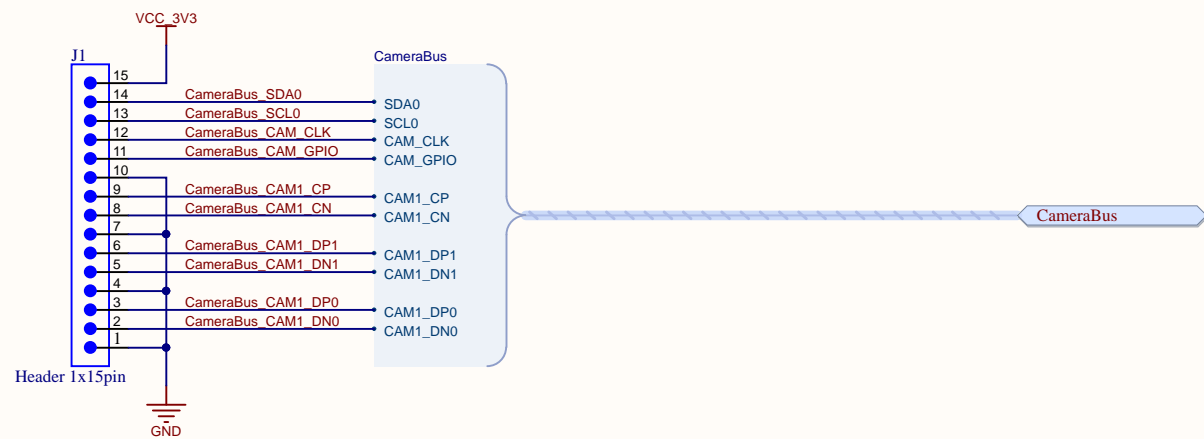 VCC_3V3
J1
CameraBus
15
14 CameraBus_SDA0 SDA0
13 CameraBus_SCL0 SCL0
12 CameraBus_CAM_CLK CAM_CLK
11 CameraBus_CAM_GPIO CAM_GPIO
10
9 CameraBus_CAM1_CP CAM1_CP
8 CameraBus_CAM1_CN CAM1_CN
CameraBus
7
6 CameraBus_CAM1_DP1 CAM1_DP1
5 CameraBus_CAM1_DN1 CAM1_DN1
4
3 CameraBus_CAM1_DP0 CAM1_DP0
2 CameraBus_CAM1_DN0 CAM1_DN0
1
Header 1x15pin
GND